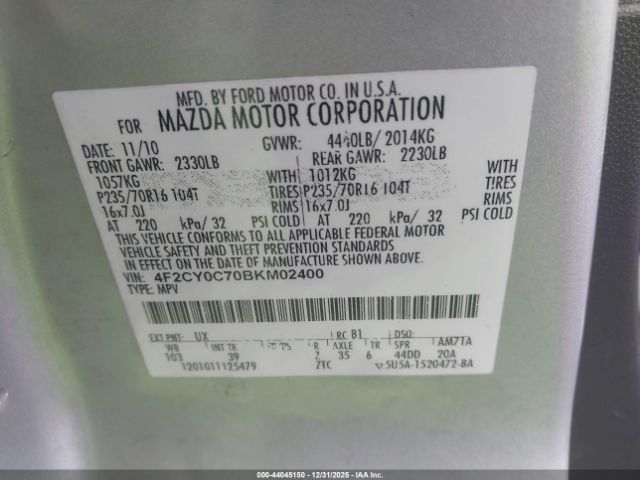 MFD. BY FORD MOTOR CO. IN U.S.A.
FOR MAZDA MOTOR CORPORATION
DATE: 11/10 GVWR: 4440LB/ 2014KG
FRONT GAWR: 2330LB REAR GAWR: 2230LB
1057KG WITH 1012KG WITH
P235/70R16 104T TIRES P235/70R16 104T TIRES
16x7.0J RIMS 16x7.0J RIMS
AT 220 kPa/ 32 PSI COLD AT 220 kPa/ 32 PSI COLD
THIS VEHICLE CONFORMS TO ALL APPLICABLE FEDERAL MOTOR
VEHICLE SAFETY AND THEFT PREVENTION STANDARDS
IN EFFECT ON THE DATE OF MANUFACTURE SHOWN ABOVE.
VIN: 4F2CY0C70BKM02400
TYPE: MPV
EXT PNT: UX RC: 81 DSO:
WB INT TR R AXLE TR SPR AM7TA
103 39 7 35 6 44DD 20A
1201011125479 7TC 5U5A-1520472-BA
000-44045150 - 12/31/2025 - IAAI.com